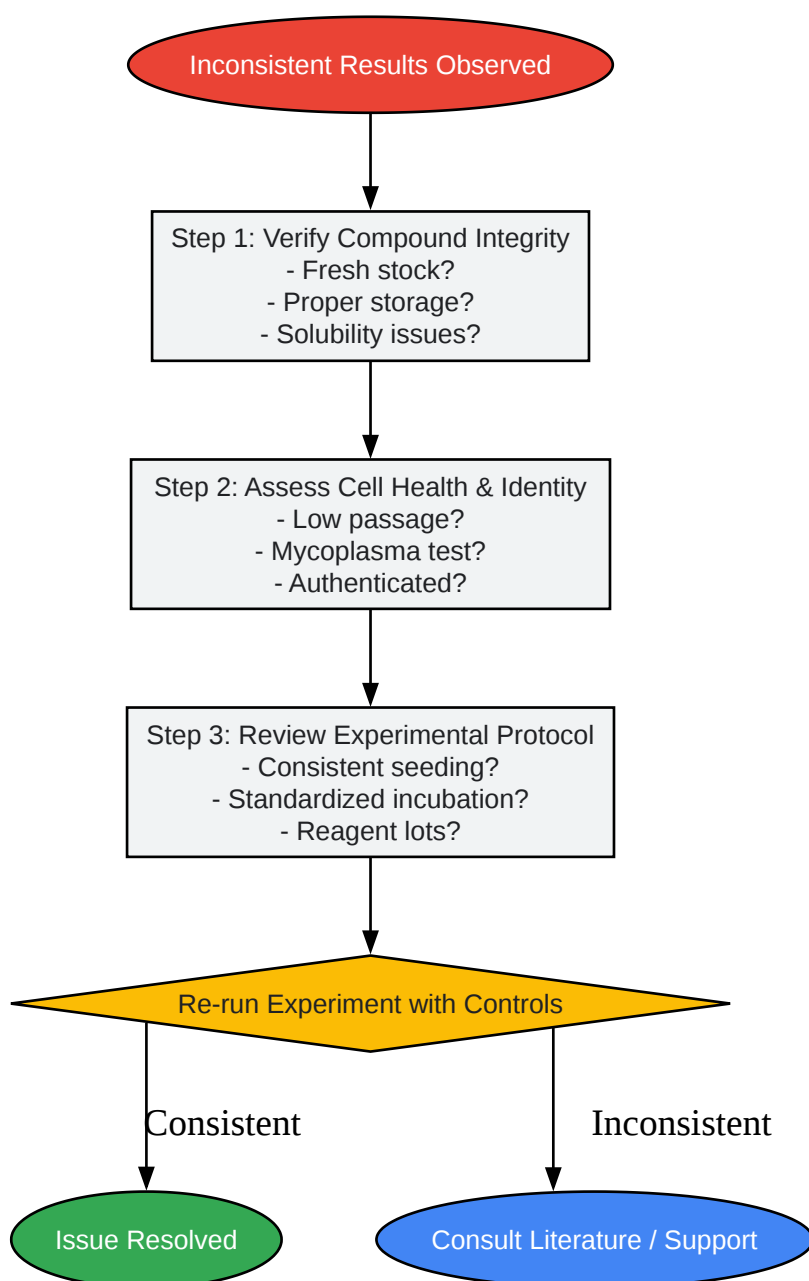 Inconsistent Results Observed
Step 1: Verify Compound Integrity
- Fresh stock?
- Proper storage?
- Solubility issues?
Step 2: Assess Cell Health & Identity
- Low passage?
- Mycoplasma test?
- Authenticated?
Step 3: Review Experimental Protocol
- Consistent seeding?
- Standardized incubation?
- Reagent lots?
Re-run Experiment with Controls
Consistent
Inconsistent
Issue Resolved
Consult Literature / Support